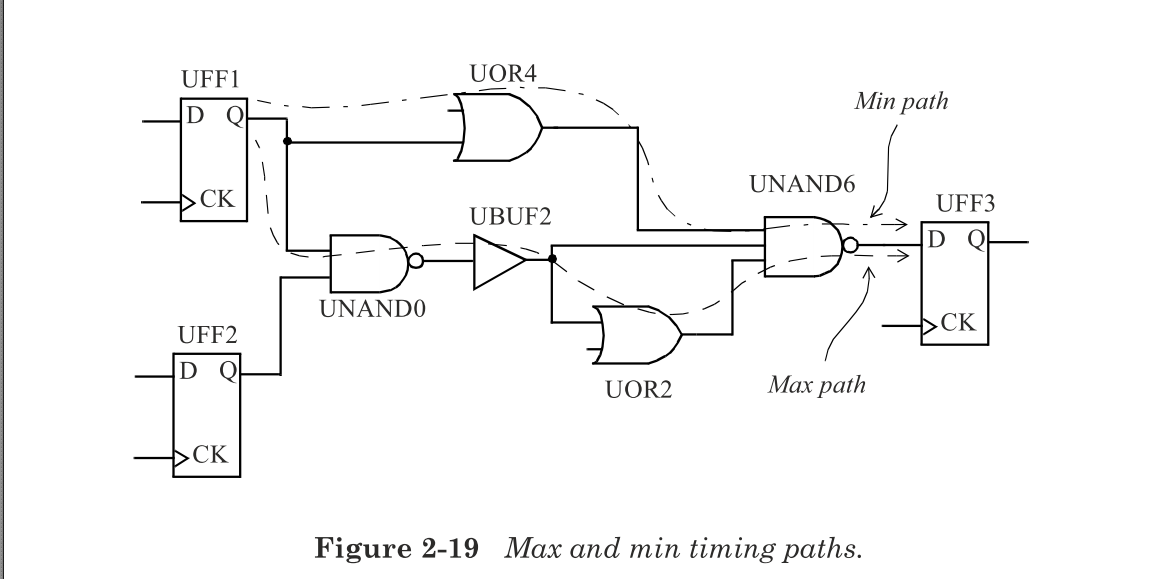 UFF1
UOR4
D Q
CK
Min path
UNAND6
UFF3
D Q
CK
UBUF2
UNAND0
UFF2
D Q
CK
UOR2
Max path
Figure 2-19 Max and min timing paths.